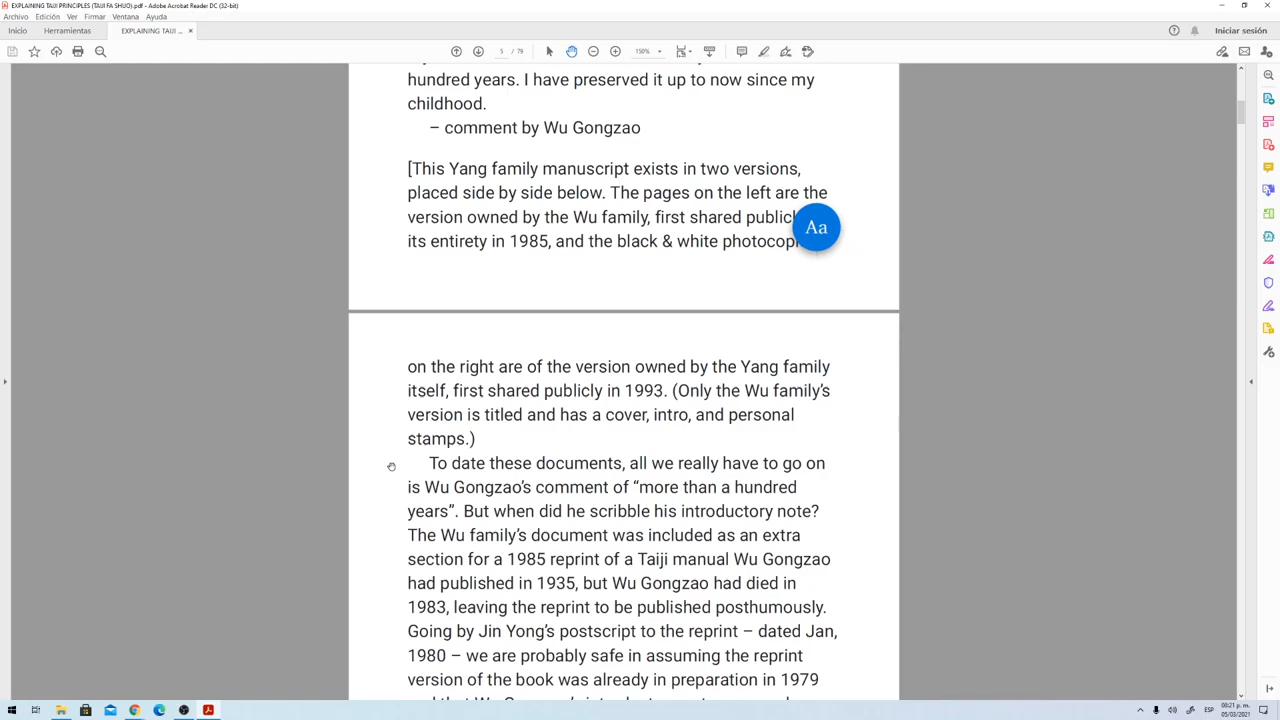 EXPLAINING TAIJI PRINCIPLES (TAIJI FA SHUO).pdf - Adobe Acrobat Reader DC (32-bit)
Archivo Edición Ver Firmar Ventana Ayuda
Inicio Herramientas EXPLAINING TAIJI ... × Iniciar sesión
5 / 79 150%
hundred years. I have preserved it up to now since my
childhood.
– comment by Wu Gongzao
[This Yang family manuscript exists in two versions,
placed side by side below. The pages on the left are the
version owned by the Wu family, first shared publicly
its entirety in 1985, and the black & white photocopi
Aa
on the right are of the version owned by the Yang family
itself, first shared publicly in 1993. (Only the Wu family’s
version is titled and has a cover, intro, and personal
stamps.)
To date these documents, all we really have to go on
is Wu Gongzao’s comment of “more than a hundred
years”. But when did he scribble his introductory note?
The Wu family’s document was included as an extra
section for a 1985 reprint of a Taiji manual Wu Gongzao
had published in 1935, but Wu Gongzao had died in
1983, leaving the reprint to be published posthumously.
Going by Jin Yong’s postscript to the reprint – dated Jan,
1980 – we are probably safe in assuming the reprint
version of the book was already in preparation in 1979
ESP 08:21 p. m.
05/03/2021